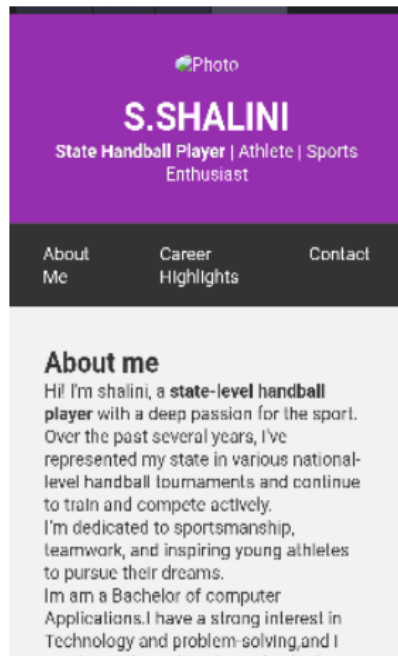 Photo
S.SHALINI
State Handball Player | Athlete | Sports
Enthusiast
About
Me
Career
Highlights
Contact
About me
Hi! I'm shalini, a state-level handball
player with a deep passion for the sport.
Over the past several years, I've
represented my state in various national-
level handball tournaments and continue
to train and compete actively.
I'm dedicated to sportsmanship,
teamwork, and inspiring young athletes
to pursue their dreams.
Im am a Bachelor of computer
Applications.I have a strong interest in
Technology and problem-solving,and I